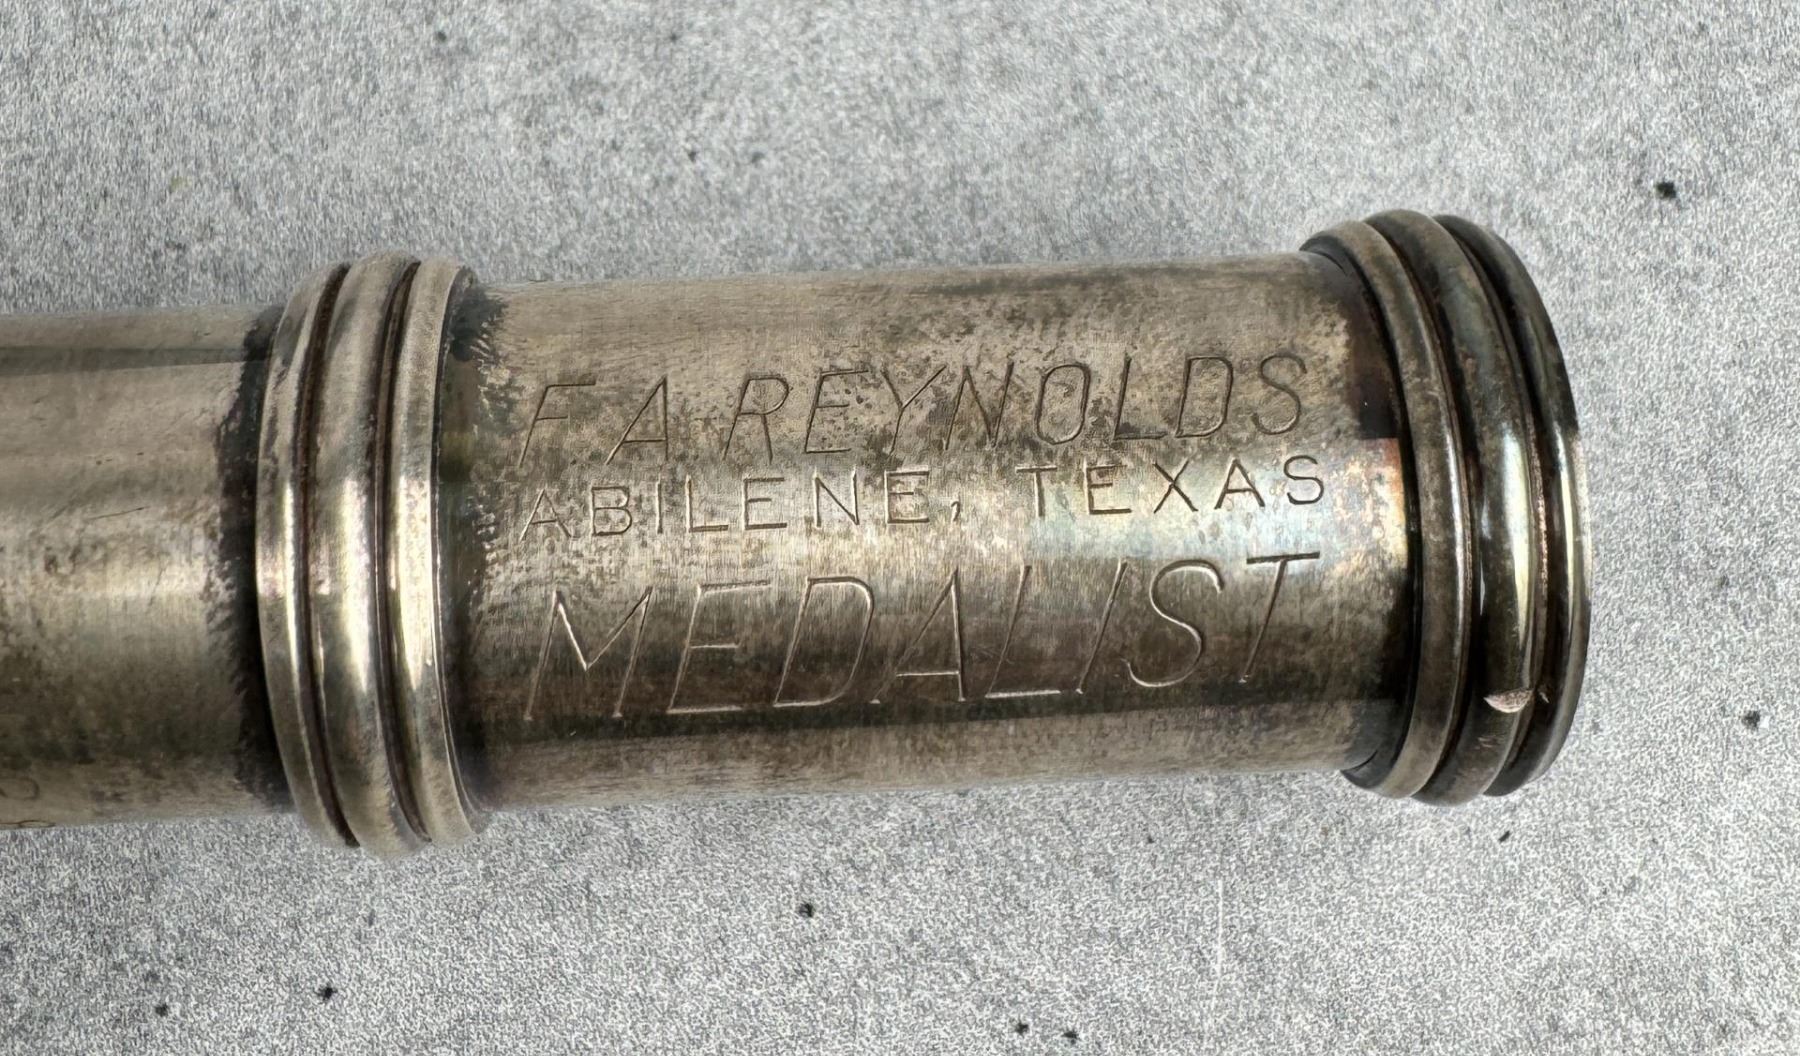 F. A. REYNOLDS
ABILENE, TEXAS
MEDALIST